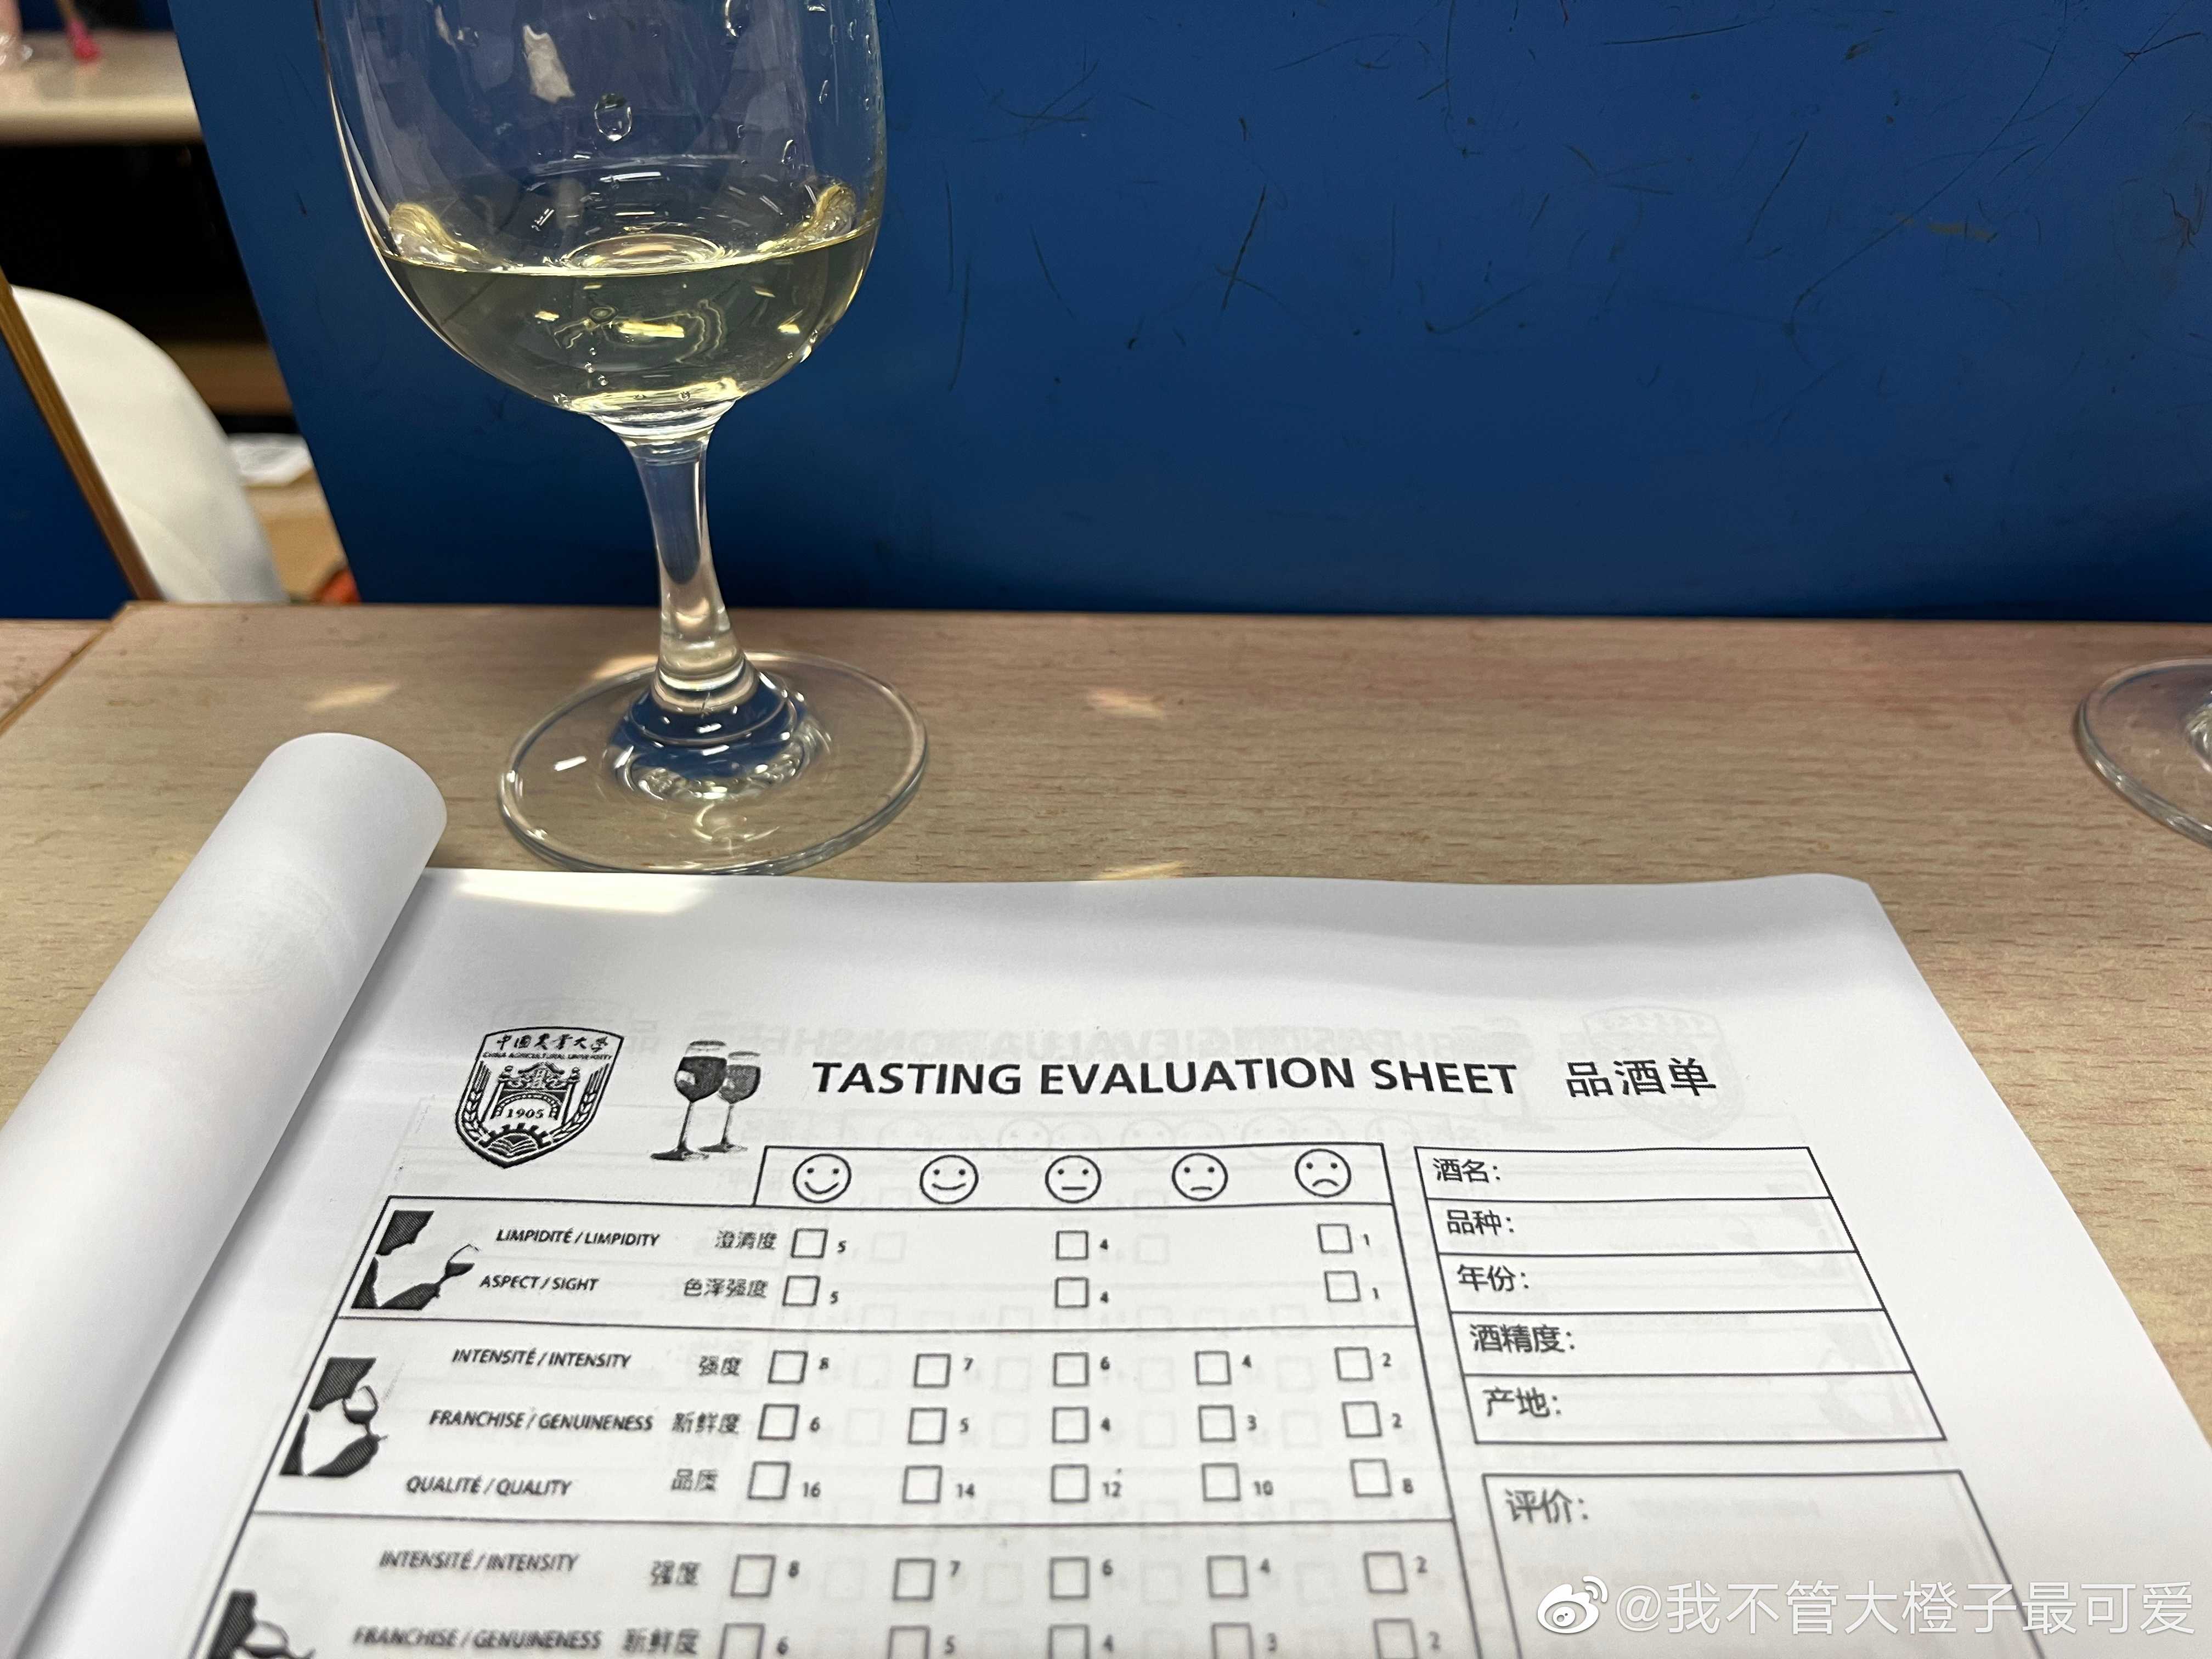 中国农业大学
CHINA AGRICULTURAL UNIVERSITY
1905
TASTING EVALUATION SHEET 品酒单
LIMPIDITÉ / LIMPIDITY 澄清度 5 4 1
ASPECT / SIGHT 色泽强度 5 4 1
INTENSITÉ / INTENSITY 强度 8 7 6 4 2
FRANCHISE / GENUINENESS 新鲜度 6 5 4 3 2
QUALITÉ / QUALITY 品质 16 14 12 10 8
INTENSITÉ / INTENSITY 强度 8 7 6 4 2
FRANCHISE / GENUINENESS 新鲜度 6 5 4 3 2
酒名：
品种：
年份：
酒精度：
产地：
评价：
@我不管大橙子最可爱